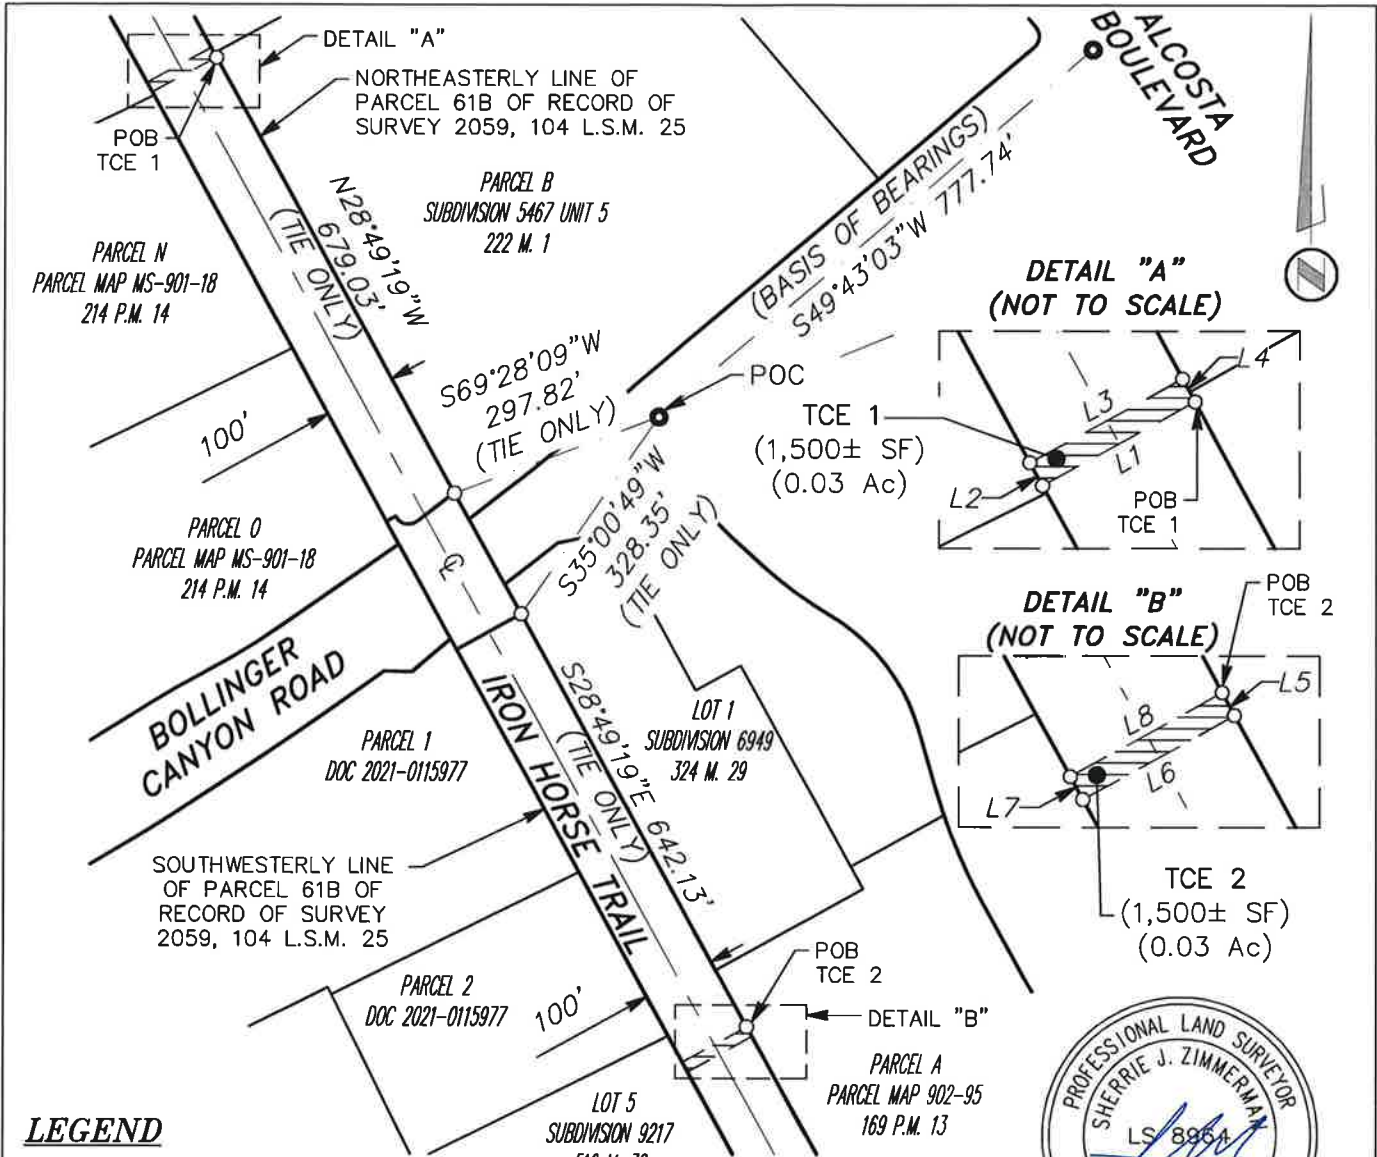 DETAIL "A"
NORTHEASTERLY LINE OF
PARCEL 61B OF RECORD OF
SURVEY 2059, 104 L.S.M. 25
POB
TCE 1
ALCOSTA
BOULEVARD
PARCEL B
SUBDIVISION 5467 UNIT 5
222 M. 1
N28°49'19"W
679.03'
(TIE ONLY)
(BASIS OF BEARINGS)
S49°43'03"W 777.74'
PARCEL N
PARCEL MAP MS-901-18
214 P.M. 14
DETAIL "A"
(NOT TO SCALE)
L4
L3
L1
L2
TCE 1
(1,500± SF)
(0.03 Ac)
POB
TCE 1
S69°28'09"W
297.82'
(TIE ONLY)
POC
100'
S35°00'49"W
328.35'
(TIE ONLY)
PARCEL O
PARCEL MAP MS-901-18
214 P.M. 14
CL
DETAIL "B"
(NOT TO SCALE)
POB
TCE 2
L5
L8
L6
L7
TCE 2
(1,500± SF)
(0.03 Ac)
BOLLINGER
CANYON ROAD
IRON HORSE TRAIL
S28°49'19"E 642.13'
(TIE ONLY)
LOT 1
SUBDIVISION 6949
324 M. 29
PARCEL 1
DOC 2021-0115977
SOUTHWESTERLY LINE
OF PARCEL 61B OF
RECORD OF SURVEY
2059, 104 L.S.M. 25
PARCEL 2
DOC 2021-0115977
100'
POB
TCE 2
DETAIL "B"
PARCEL A
PARCEL MAP 902-95
169 P.M. 13
LOT 5
SUBDIVISION 9217
LEGEND
PROFESSIONAL LAND SURVEYOR
SHERRIE J. ZIMMERMAN
LS 8964